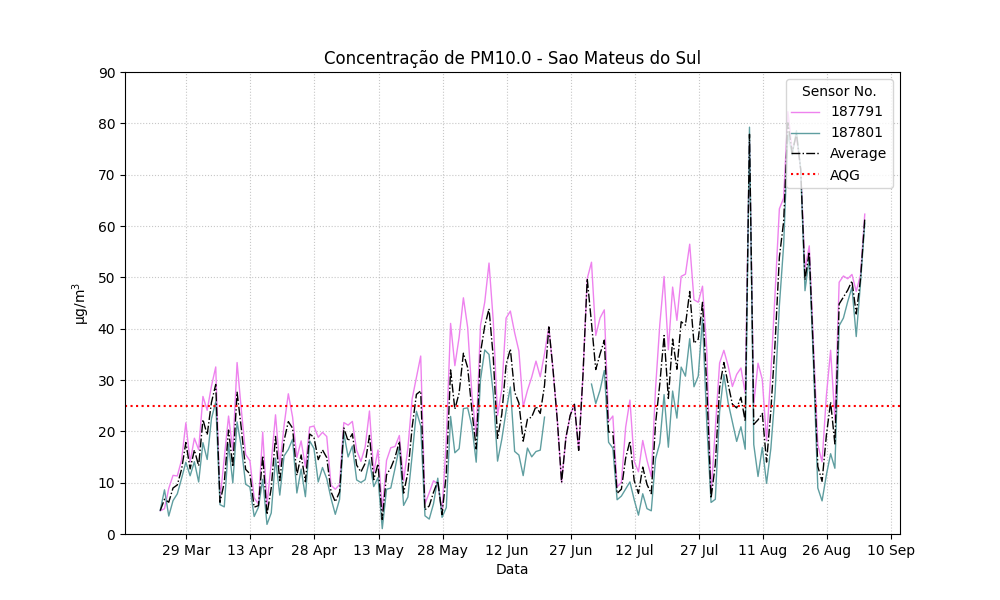 Concentração de PM10.0 - Sao Mateus do Sul
90
80
70
60
50
40
30
20
10
0
µg/m³
Sensor No.
187791
187801
Average
AQG
29 Mar
13 Apr
28 Apr
13 May
28 May
12 Jun
27 Jun
12 Jul
27 Jul
11 Aug
26 Aug
10 Sep
Data